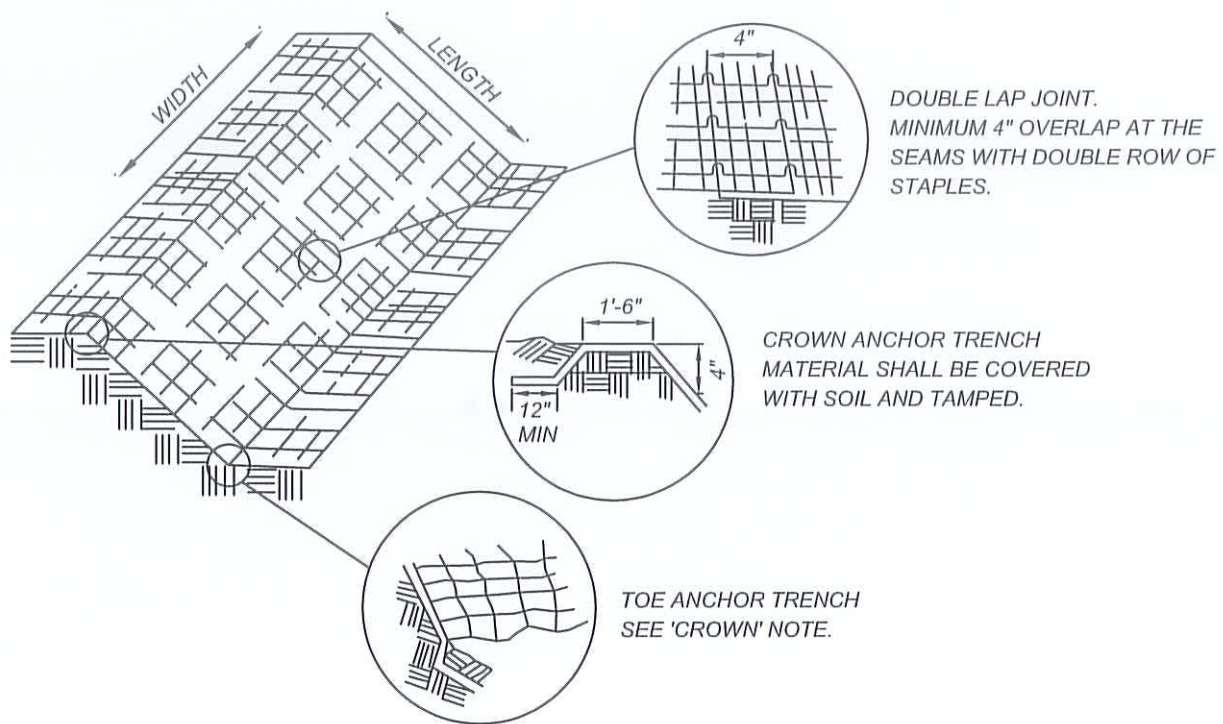 WIDTH
LENGTH
4"
DOUBLE LAP JOINT.
MINIMUM 4" OVERLAP AT THE
SEAMS WITH DOUBLE ROW OF
STAPLES.
1'-6"
4"
12"
MIN
CROWN ANCHOR TRENCH
MATERIAL SHALL BE COVERED
WITH SOIL AND TAMPED.
TOE ANCHOR TRENCH
SEE 'CROWN' NOTE.